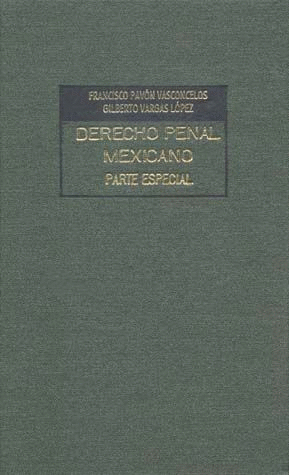 FRANCISCO PAVÓN VASCONCELOS
GILBERTO VARGAS LÓPEZ
DERECHO PENAL
MEXICANO
PARTE ESPECIAL